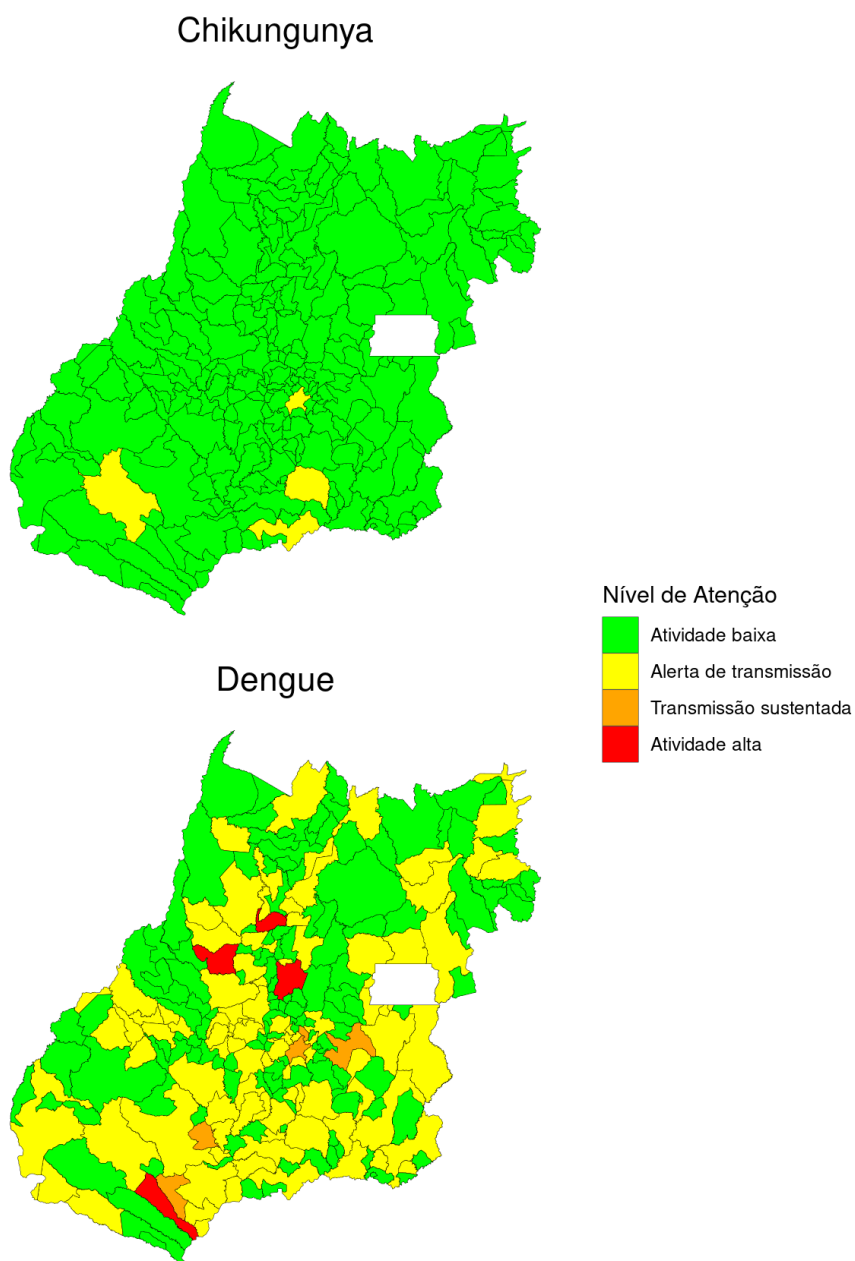 Chikungunya
Nível de Atenção
Atividade baixa
Alerta de transmissão
Transmissão sustentada
Atividade alta
Dengue